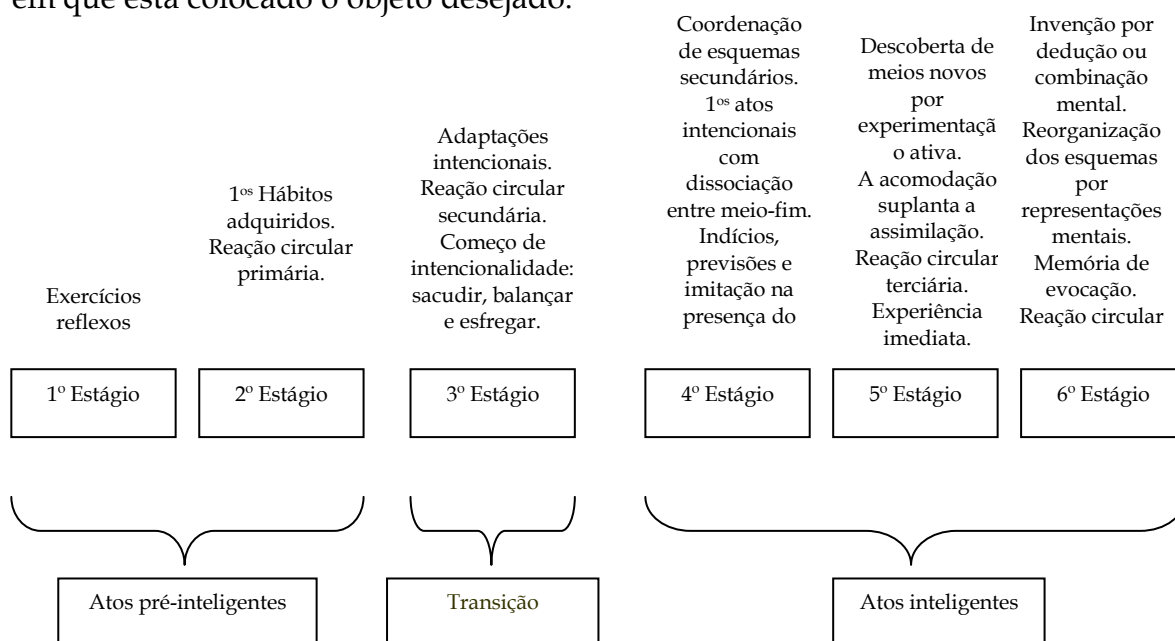 em que está colocado o objeto desejado.
Exercícios
reflexos
1ºs Hábitos
adquiridos.
Reação circular
primária.
Adaptações
intencionais.
Reação circular
secundária.
Começo de
intencionalidade:
sacudir, balançar
e esfregar.
Coordenação
de esquemas
secundários.
1ºs atos
intencionais
com
dissociação
entre meio-fim.
Indícios,
previsões e
imitação na
presença do
Descoberta de
meios novos
por
experimentaçã
o ativa.
A acomodação
suplanta a
assimilação.
Reação circular
terciária.
Experiência
imediata.
Invenção por
dedução ou
combinação
mental.
Reorganização
dos esquemas
por
representações
mentais.
Memória de
evocação.
Reação circular
1º Estágio
2º Estágio
3º Estágio
4º Estágio
5º Estágio
6º Estágio
Atos pré-inteligentes
Transição
Atos inteligentes